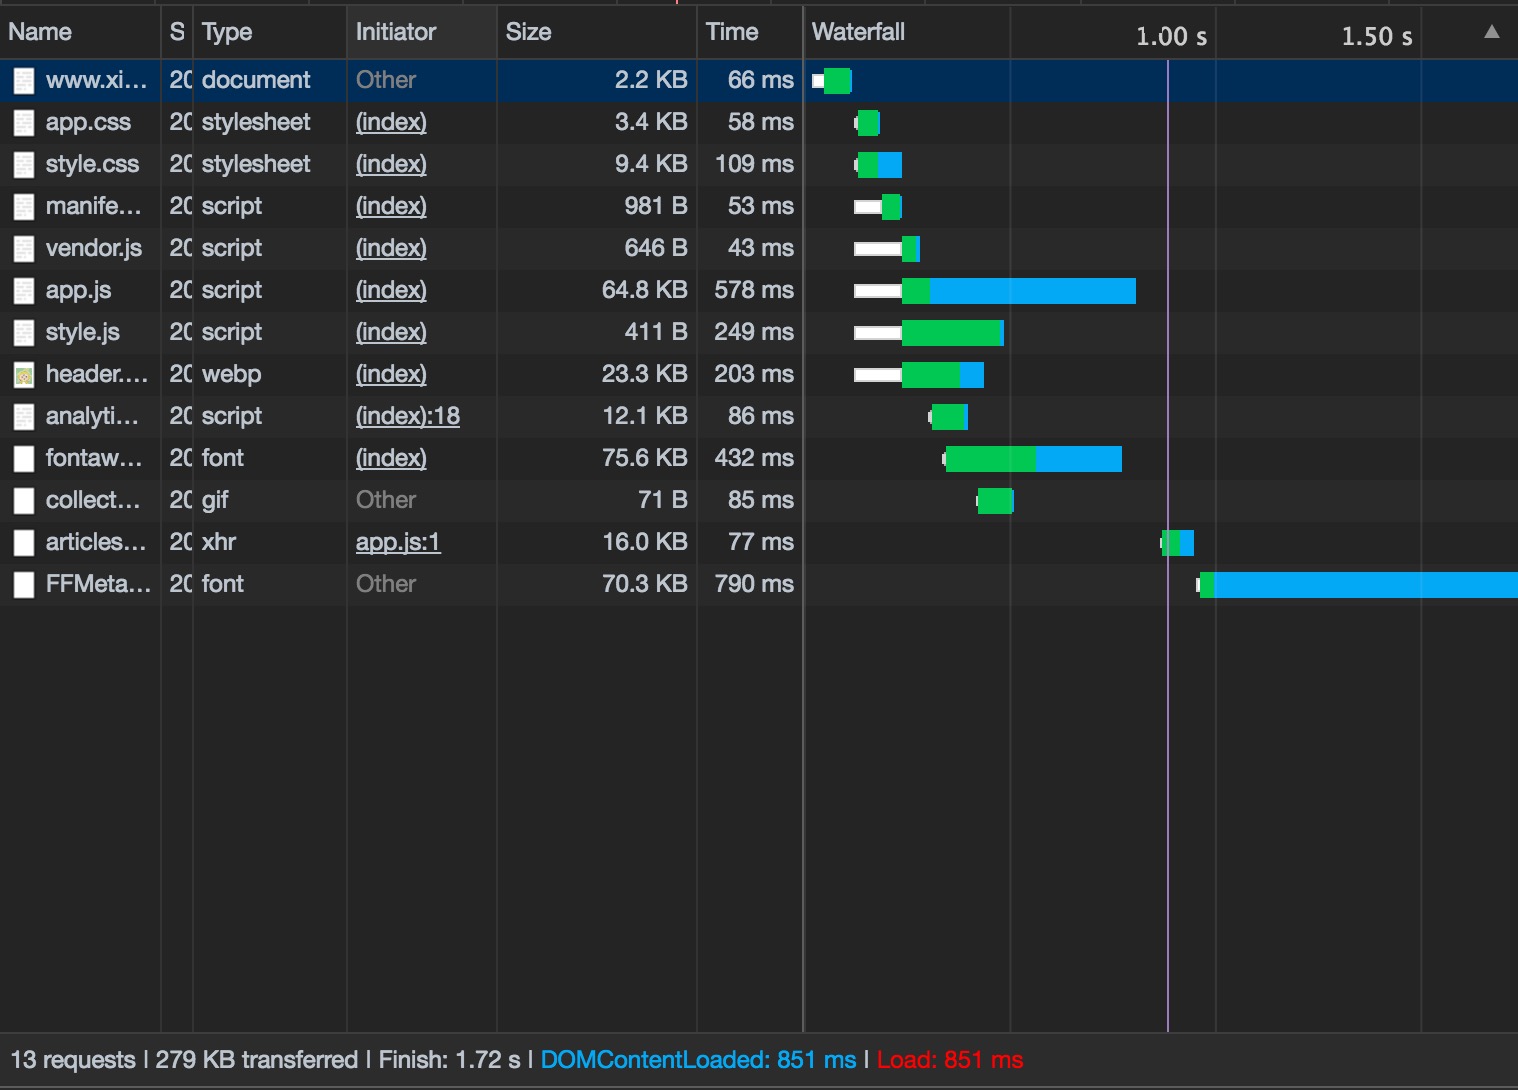 Name S Type Initiator Size Time Waterfall 1.00 s 1.50 s ▲
www.xi... 20 document Other 2.2 KB 66 ms
app.css 20 stylesheet (index) 3.4 KB 58 ms
style.css 20 stylesheet (index) 9.4 KB 109 ms
manife... 20 script (index) 981 B 53 ms
vendor.js 20 script (index) 646 B 43 ms
app.js 20 script (index) 64.8 KB 578 ms
style.js 20 script (index) 411 B 249 ms
header.... 20 webp (index) 23.3 KB 203 ms
analyti... 20 script (index):18 12.1 KB 86 ms
fontaw... 20 font (index) 75.6 KB 432 ms
collect... 20 gif Other 71 B 85 ms
articles... 20 xhr app.js:1 16.0 KB 77 ms
FFMeta... 20 font Other 70.3 KB 790 ms
13 requests | 279 KB transferred | Finish: 1.72 s | DOMContentLoaded: 851 ms | Load: 851 ms